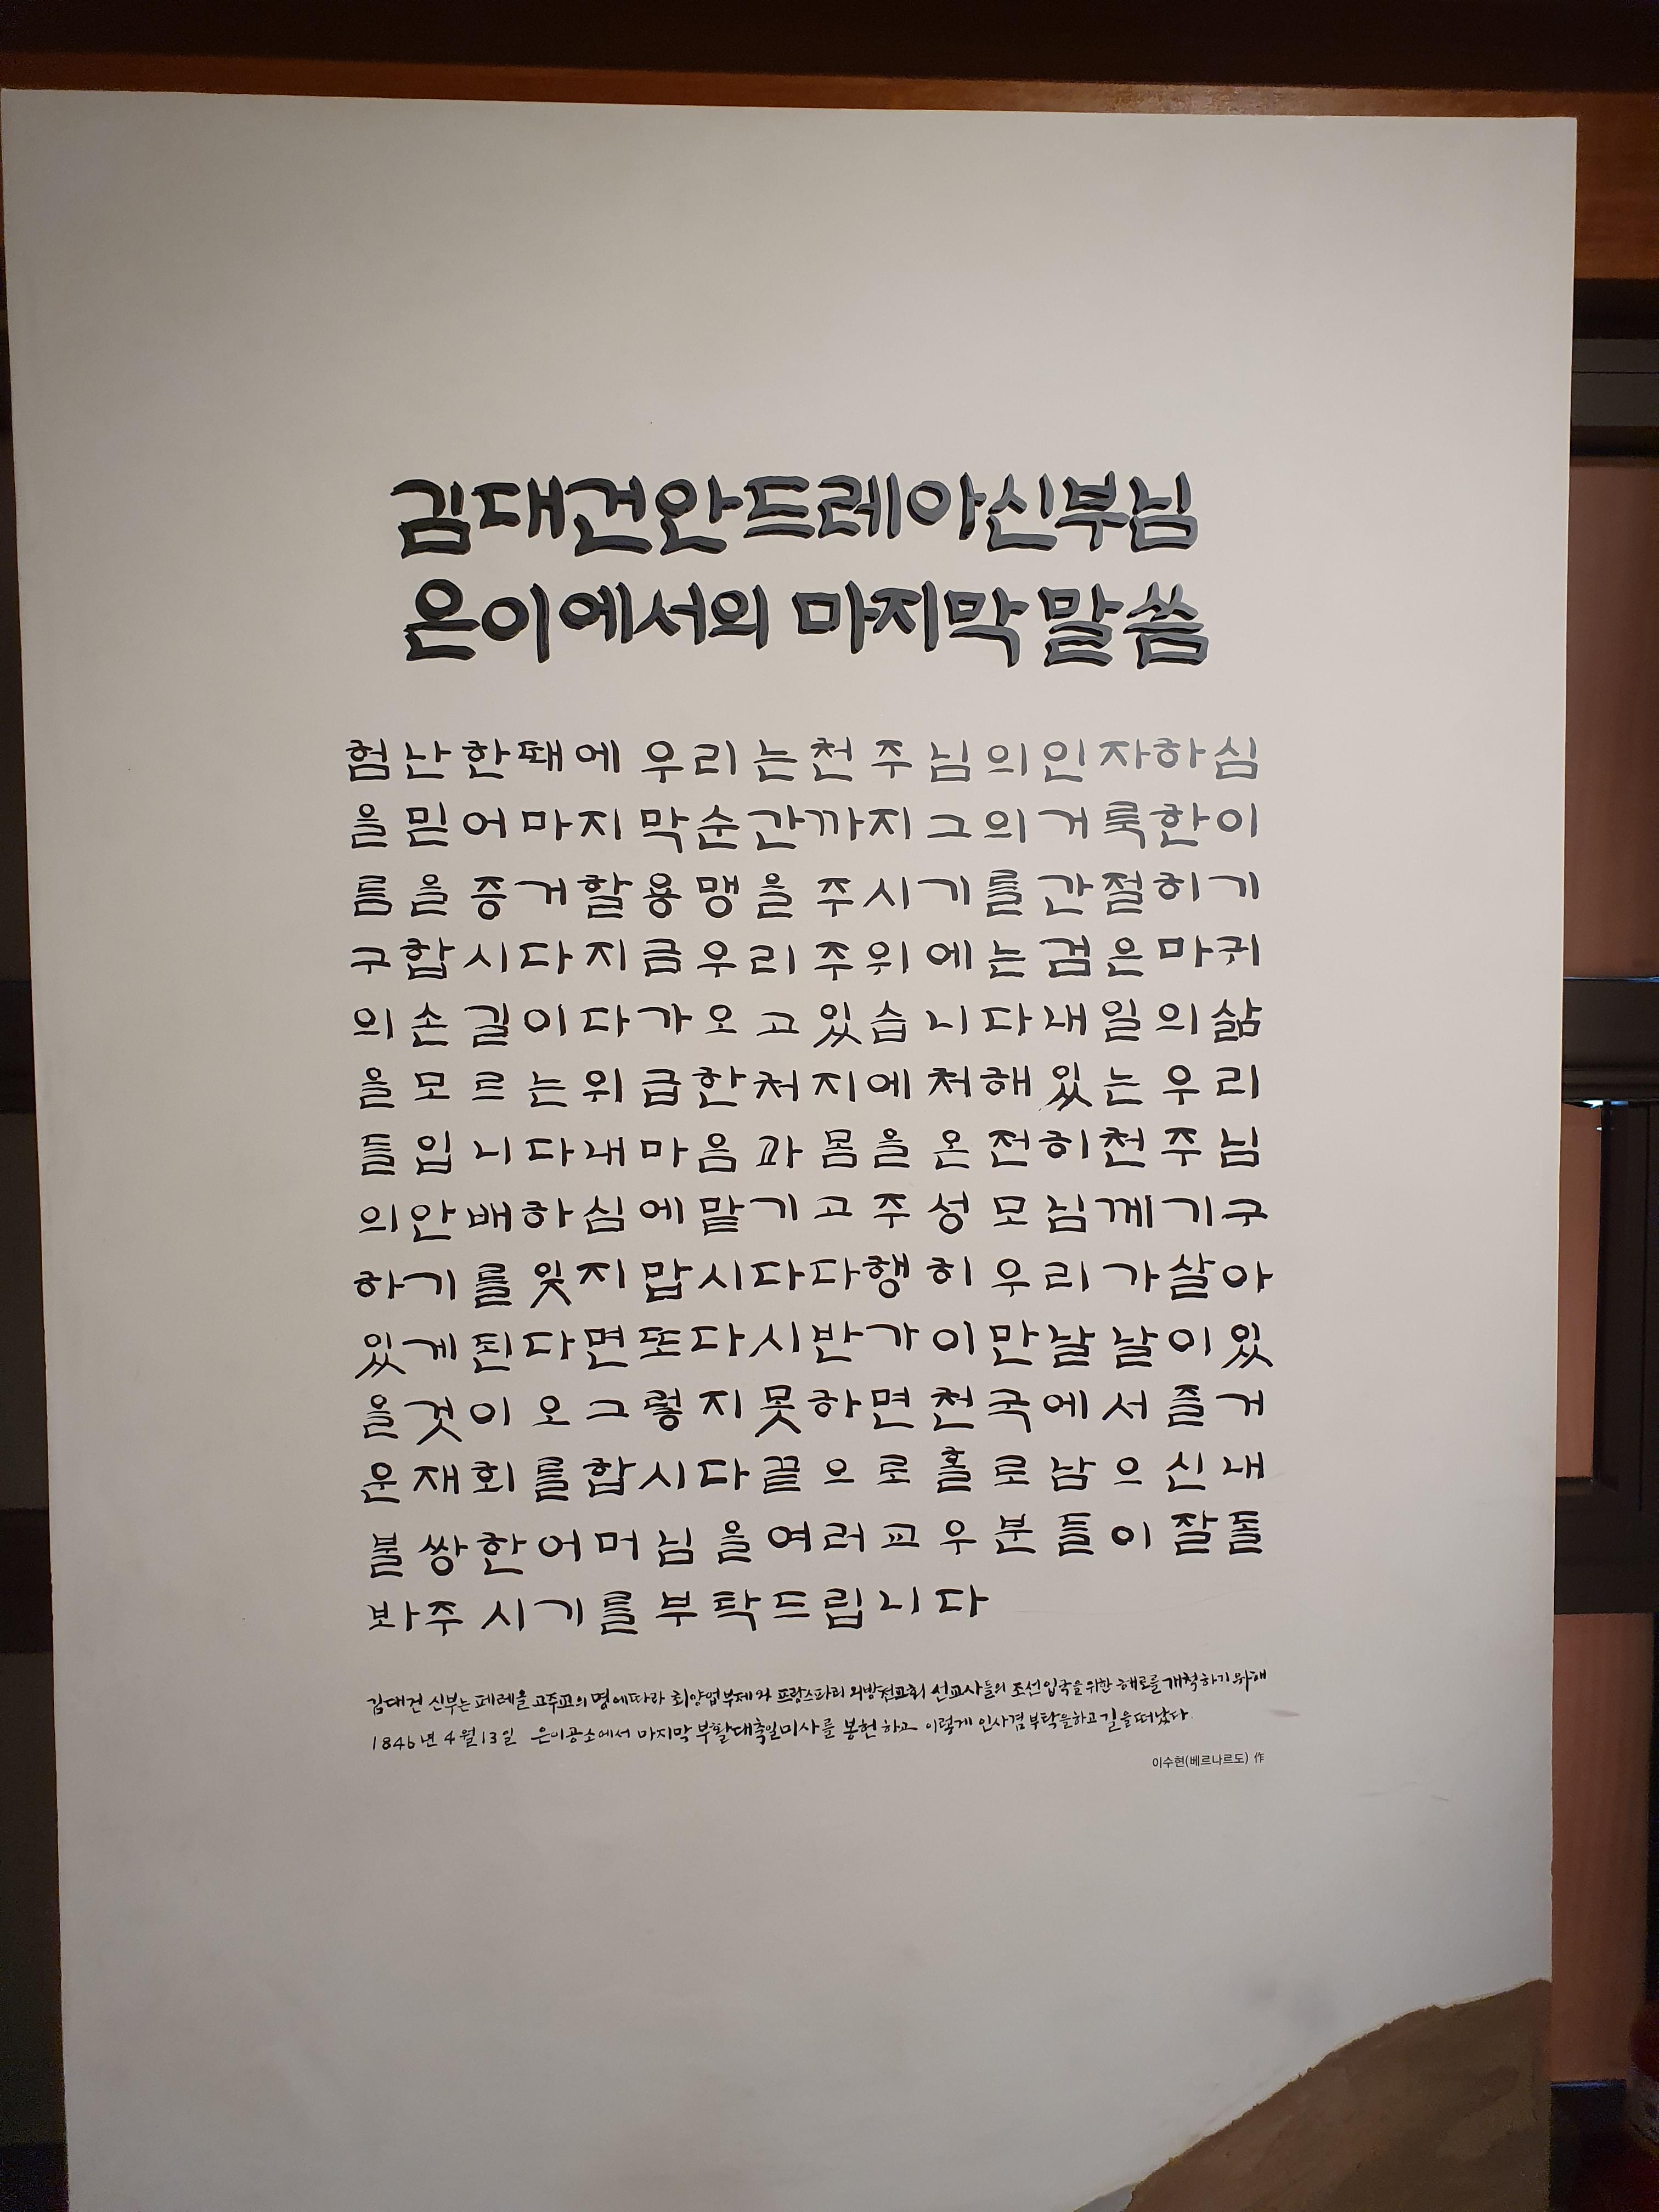 김대건안드레아신부님
은이에서의 마지막 말씀
험난한때에 우리는천주님의인자하심
을믿어마지막순간까지그의거룩한이
름을증거할용맹을주시기를간절히기
구합시다지금우리주위에는검은마귀
의손길이다가오고있습니다내일의삶
을모르는위급한처지에처해있는우리
들입니다내마음과몸을온전히천주님
의안배하심에맡기고주성모님께기구
하기를잊지맙시다다행히우리가살아
있게된다면또다시반가이만날날이있
을것이오그렇지못하면천국에서즐거
운재회를합시다끝으로홀로남으신내
불쌍한어머님을여러교우분들이잘돌
봐주시기를부탁드립니다
김대건 신부는 페레올 고주교의 명에따라 최양업부제와 프랑스파리 외방전교회 선교사들의 조선입국을 위한 해로를 개척하기위해
1846년 4월13일 은이공소에서 마지막 부활대축일미사를 봉헌하고 이렇게 인사겸 부탁을하고 길을떠났다.
이수현(베르나르도) 作